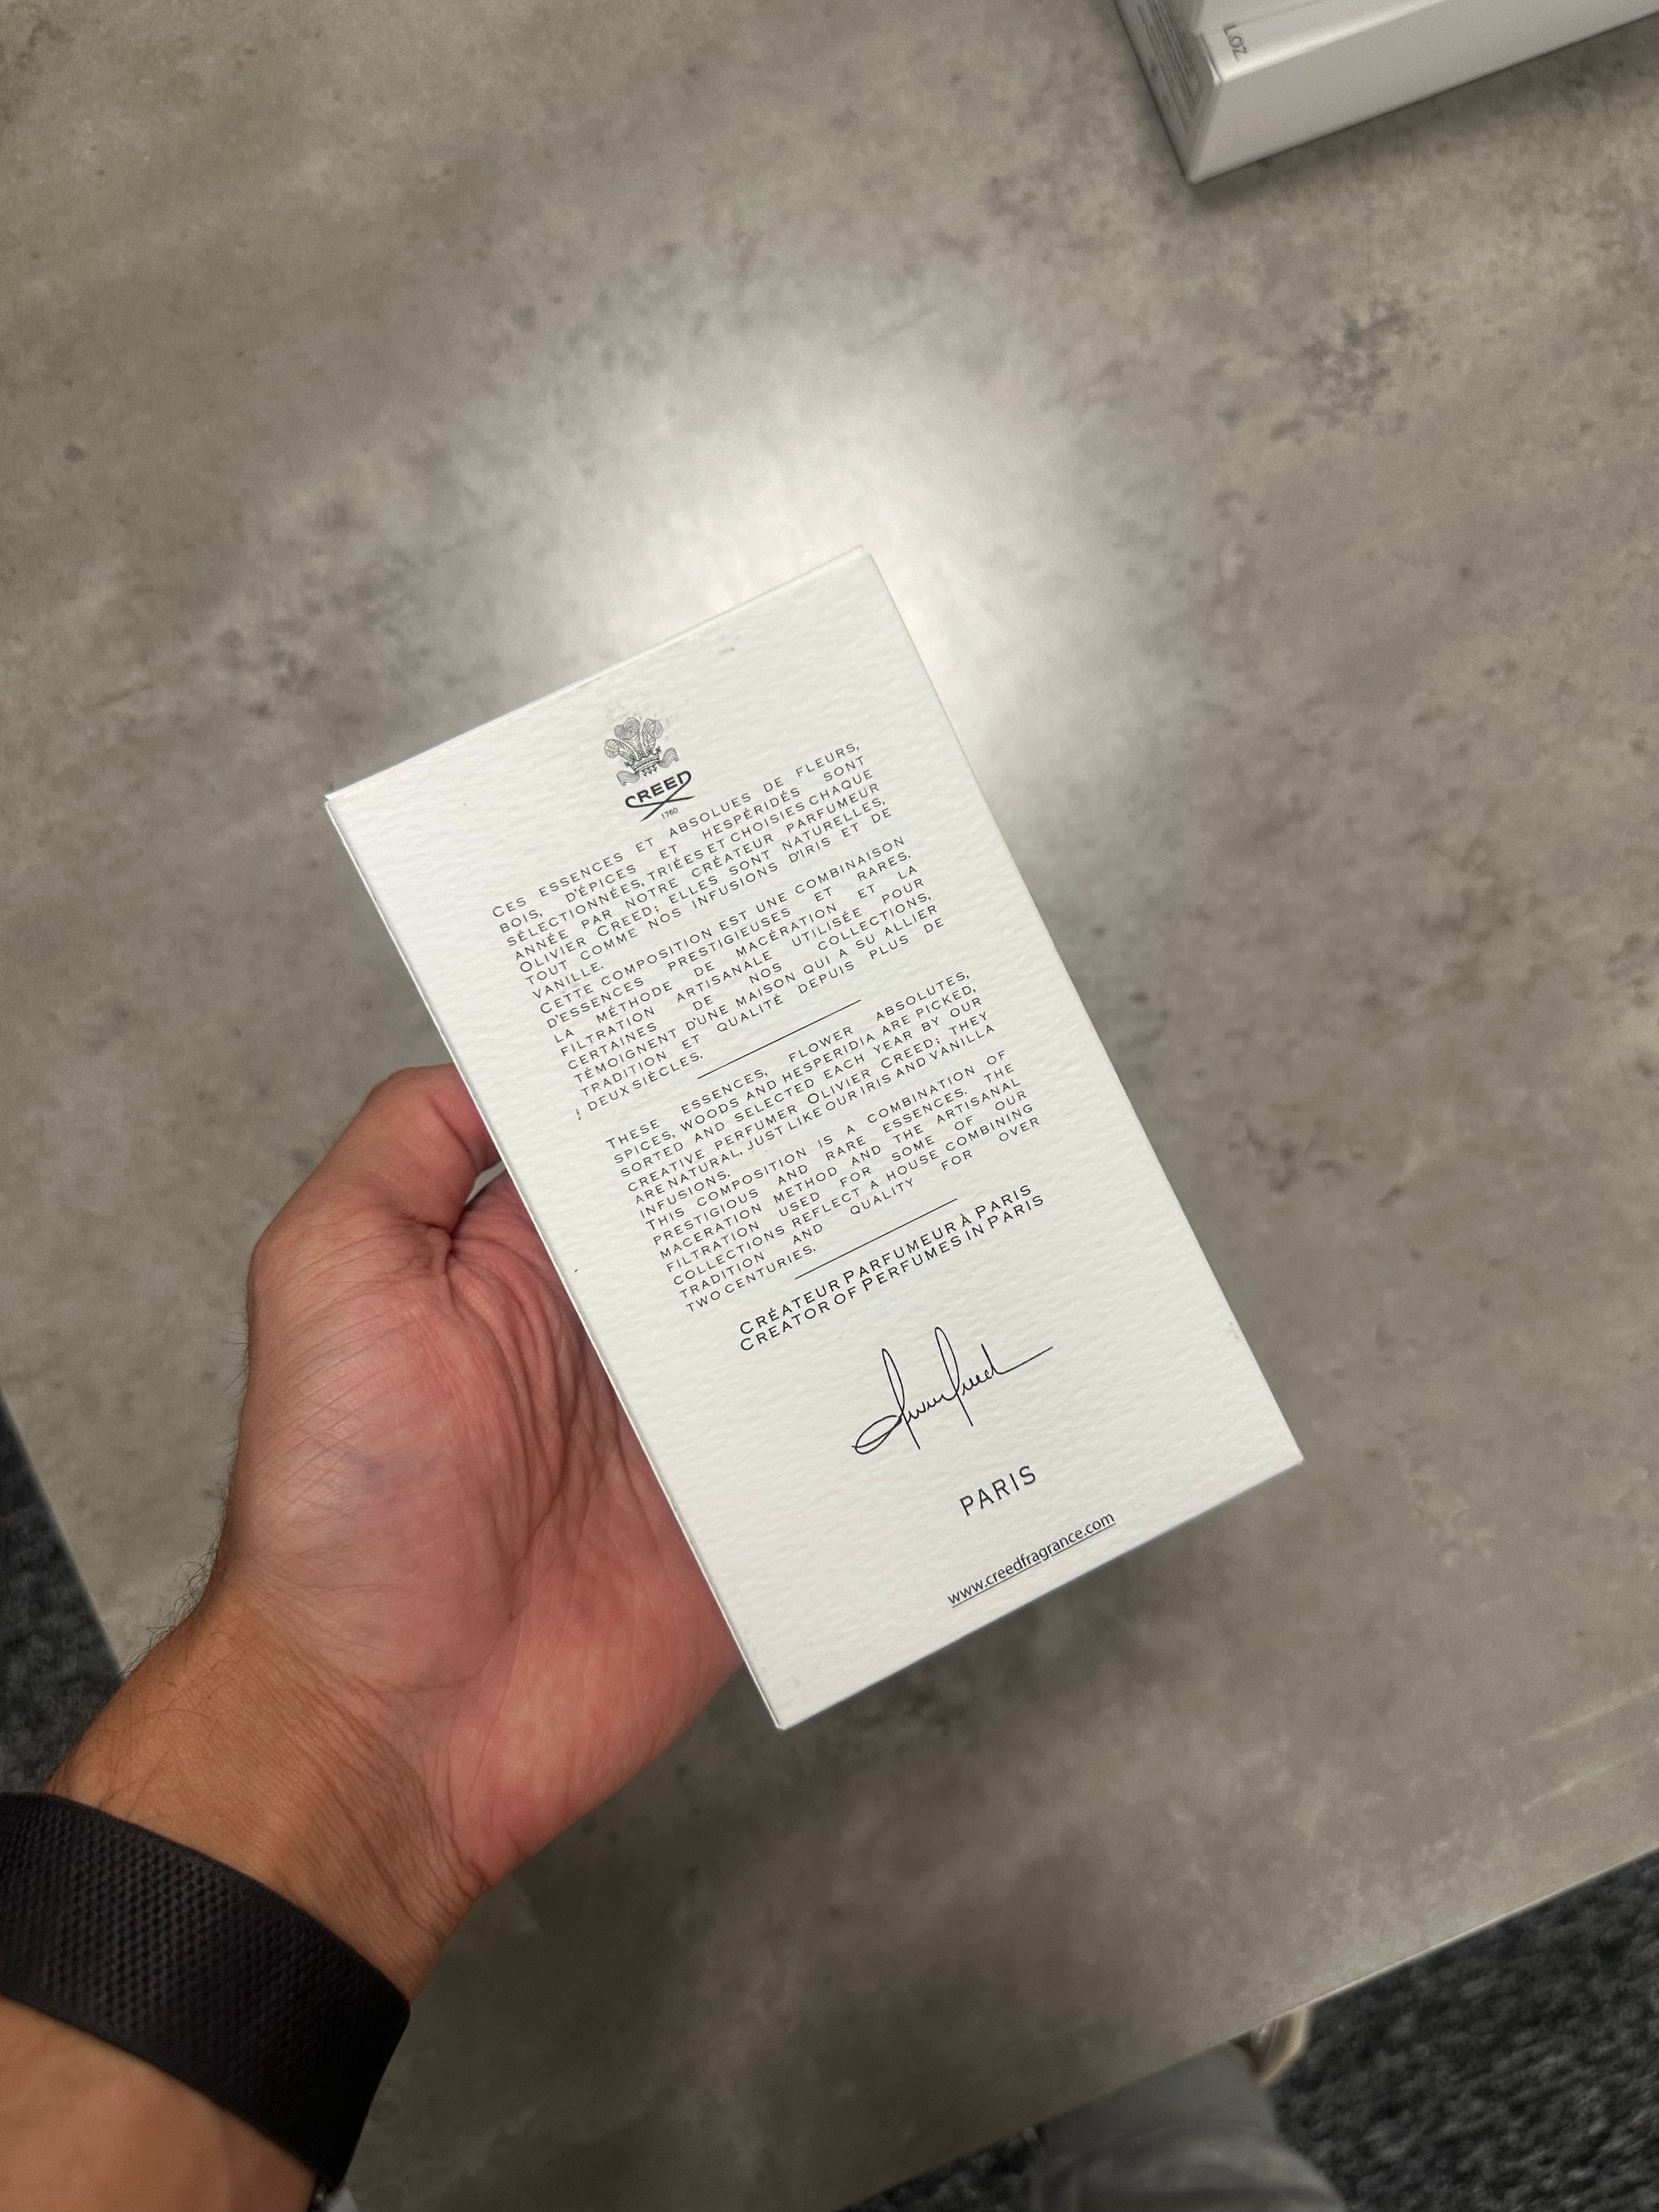 LOZ
CREED
1760
CES ESSENCES ET ABSOLUES DE FLEURS,
BOIS, D'ÉPICES ET HESPÉRIDÉS SONT
SÉLECTIONNÉES, TRIÉES ET CHOISIES CHAQUE
ANNÉE PAR NOTRE CRÉATEUR PARFUMEUR
OLIVIER CREED; ELLES SONT NATURELLES,
TOUT COMME NOS INFUSIONS D'IRIS ET DE
VANILLE.
CETTE COMPOSITION EST UNE COMBINAISON
D'ESSENCES PRESTIGIEUSES ET RARES.
LA MÉTHODE DE MACÉRATION ET LA
FILTRATION ARTISANALE UTILISÉE POUR
CERTAINES DE NOS COLLECTIONS,
TÉMOIGNENT D'UNE MAISON QUI A SU ALLIER
TRADITION ET QUALITÉ DEPUIS PLUS DE
DEUX SIÈCLES.
THESE ESSENCES, FLOWER ABSOLUTES,
SPICES, WOODS AND HESPERIDIA ARE PICKED,
SORTED AND SELECTED EACH YEAR BY OUR
CREATIVE PERFUMER OLIVIER CREED; THEY
ARE NATURAL, JUST LIKE OUR IRIS AND VANILLA
INFUSIONS.
THIS COMPOSITION IS A COMBINATION OF
PRESTIGIOUS AND RARE ESSENCES. THE
MACERATION METHOD AND THE ARTISANAL
FILTRATION USED FOR SOME OF OUR
COLLECTIONS REFLECT A HOUSE COMBINING
TRADITION AND QUALITY FOR OVER
TWO CENTURIES.
CRÉATEUR PARFUMEUR À PARIS
CREATOR OF PERFUMES IN PARIS
PARIS
www.creedfragrance.com